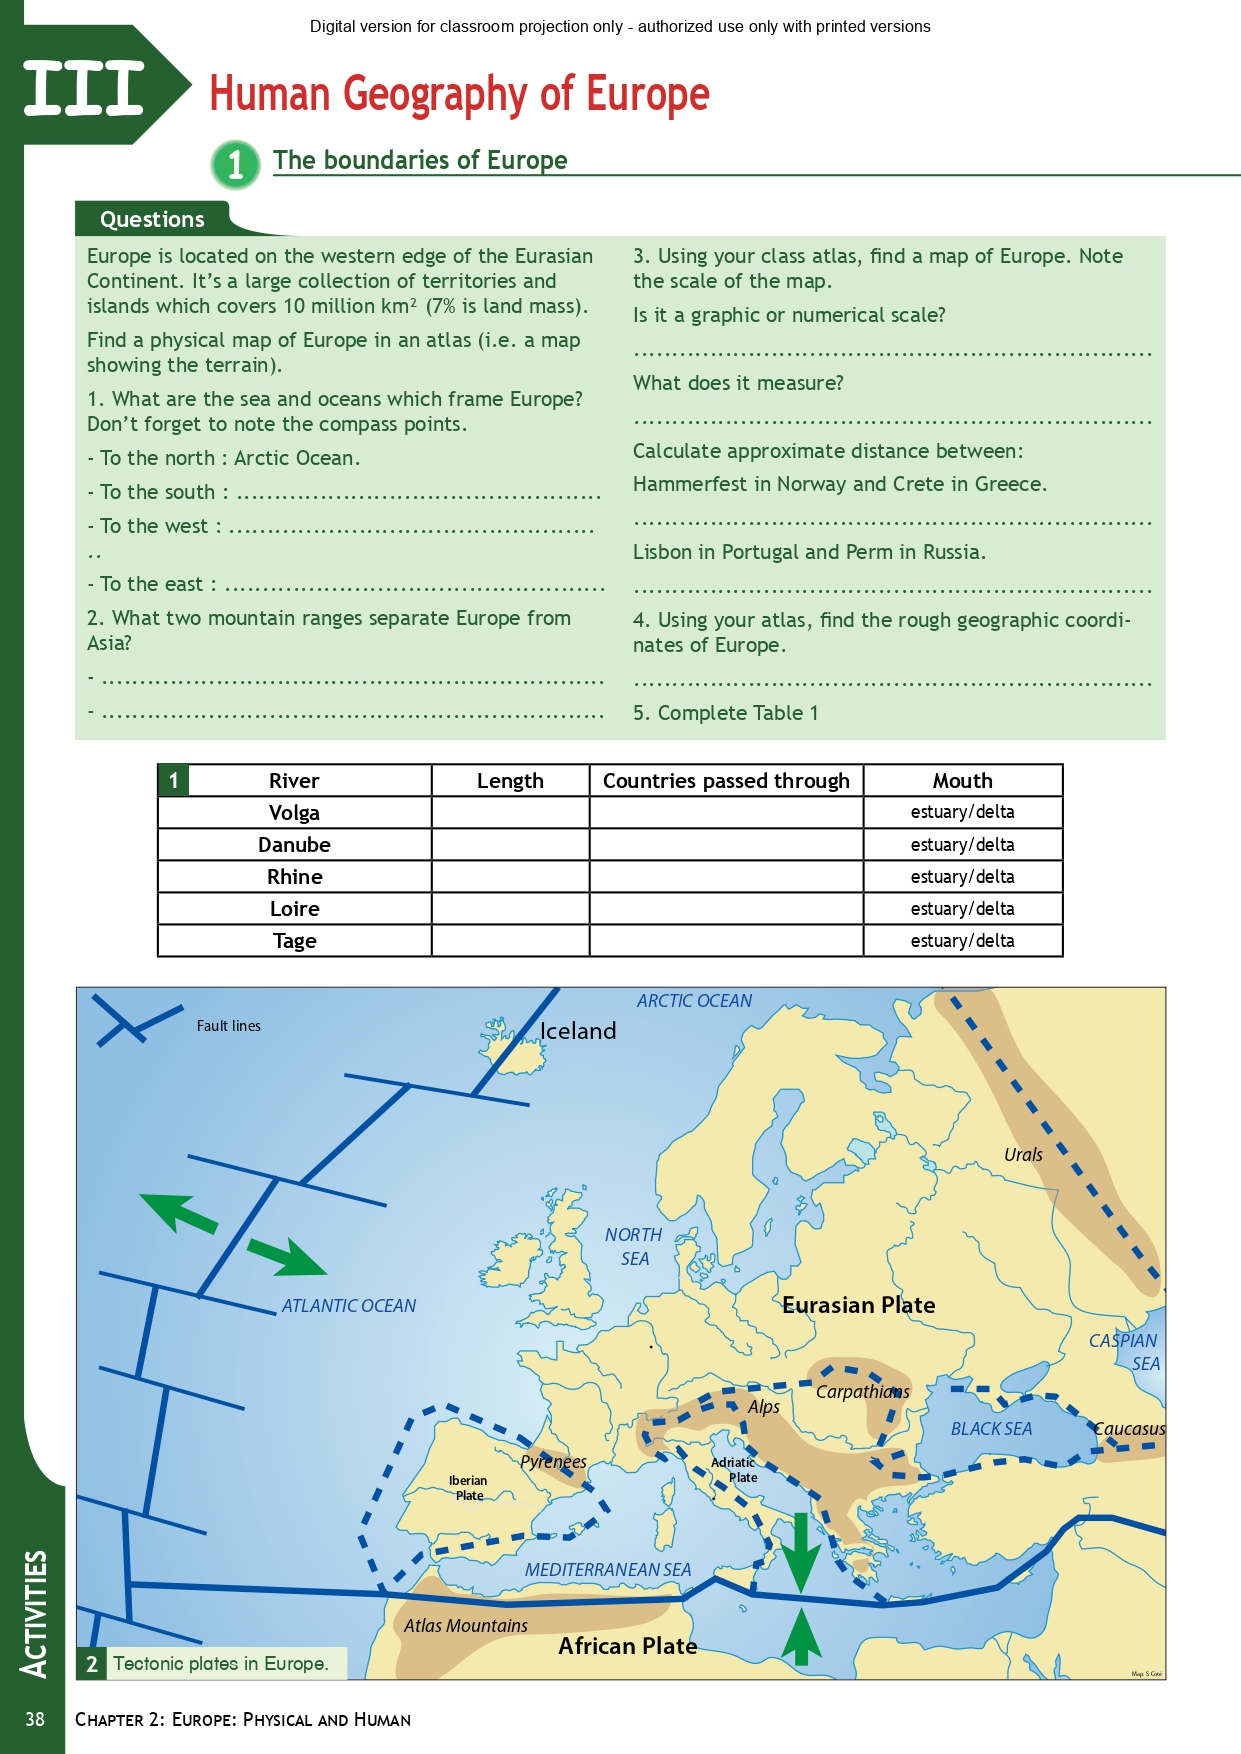 Digital version for classroom projection only - authorized use only with printed versions
III
Human Geography of Europe
1
The boundaries of Europe
Questions
Europe is located on the western edge of the Eurasian
Continent. It's a large collection of territories and
islands which covers 10 million km² (7% is land mass).
Find a physical map of Europe in an atlas (i.e. a map
showing the terrain).
1. What are the sea and oceans which frame Europe?
Don't forget to note the compass points.
- To the north : Arctic Ocean.
- To the south : ................................................
- To the west : ................................................
..
- To the east : ..................................................
2. What two mountain ranges separate Europe from
Asia?
- ..................................................................
- ..................................................................
3. Using your class atlas, find a map of Europe. Note
the scale of the map.
Is it a graphic or numerical scale?
....................................................................
What does it measure?
....................................................................
Calculate approximate distance between:
Hammerfest in Norway and Crete in Greece.
....................................................................
Lisbon in Portugal and Perm in Russia.
....................................................................
4. Using your atlas, find the rough geographic coordi-
nates of Europe.
....................................................................
5. Complete Table 1
1 River Length Countries passed through Mouth
Volga estuary/delta
Danube estuary/delta
Rhine estuary/delta
Loire estuary/delta
Tage estuary/delta
ARCTIC OCEAN
Fault lines
Iceland
Urals
NORTH
SEA
ATLANTIC OCEAN
Eurasian Plate
CASPIAN
SEA
Carpathians
Alps
BLACK SEA
Caucasus
Pyrenees
Adriatic
Plate
Iberian
Plate
MEDITERRANEAN SEA
Atlas Mountains
African Plate
2 Tectonic plates in Europe.
Map: S Coté
ACTIVITIES
38
CHAPTER 2: EUROPE: PHYSICAL AND HUMAN